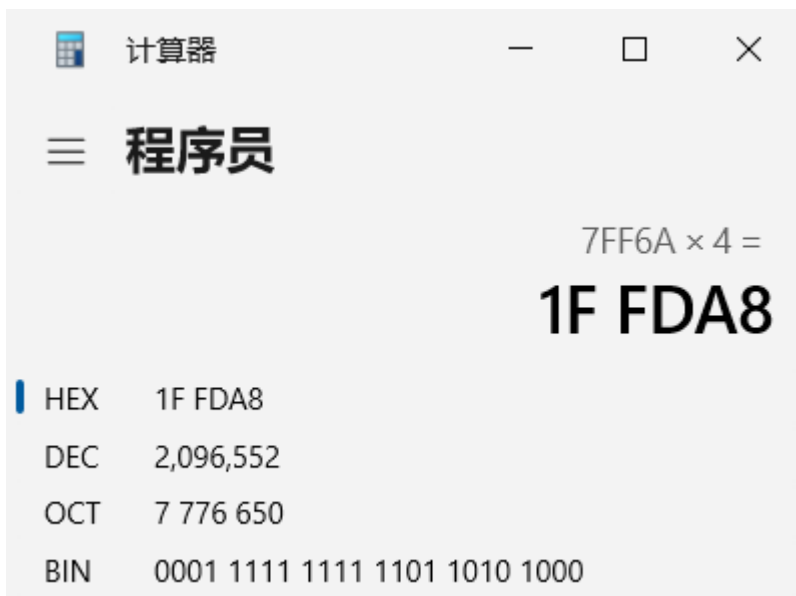 计算器
程序员
7FF6A × 4 =
1F FDA8
HEX 1F FDA8
DEC 2,096,552
OCT 7 776 650
BIN 0001 1111 1111 1101 1010 1000